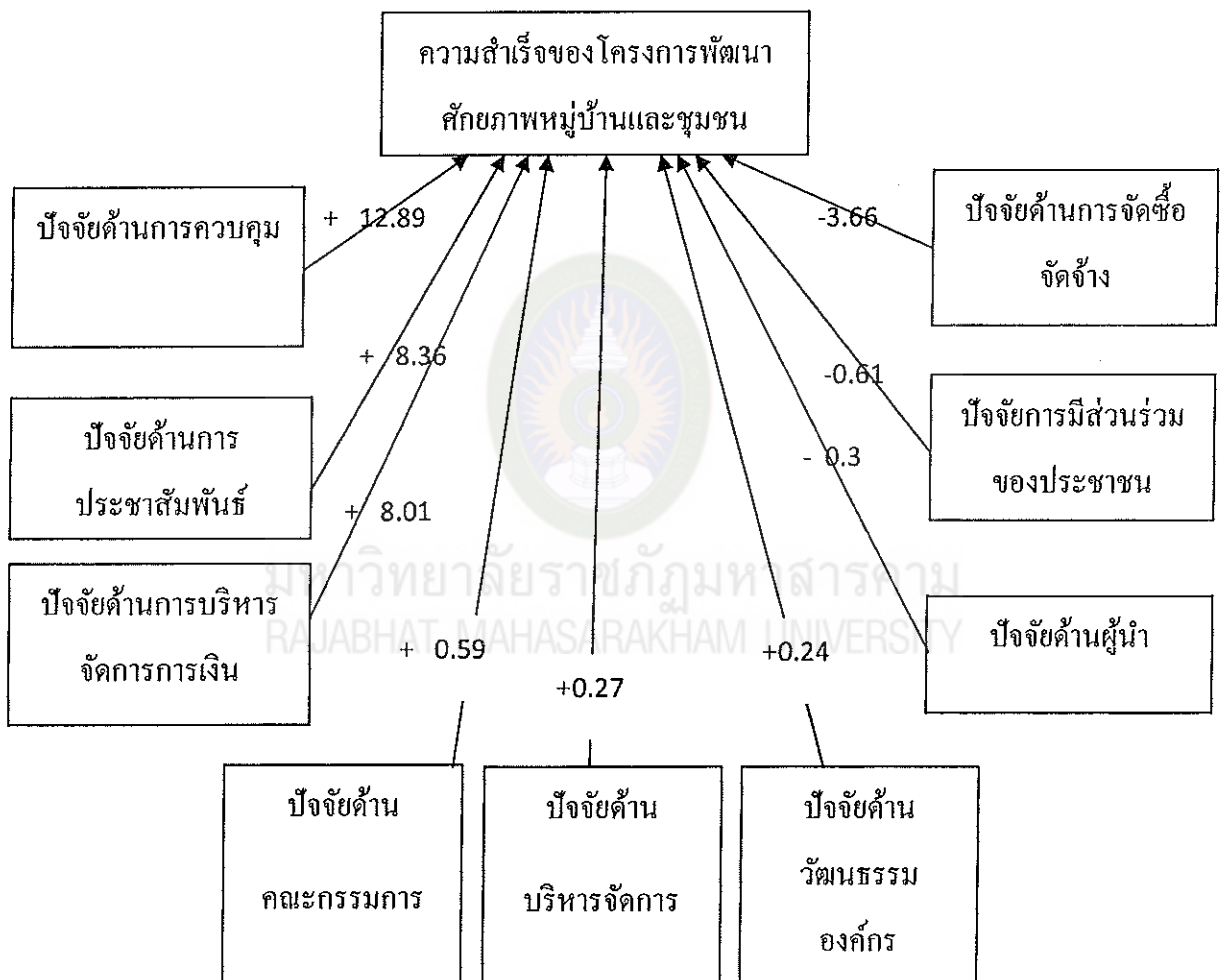 ความสำเร็จของโครงการพัฒนา
ศักยภาพหมู่บ้านและชุมชน
ปัจจัยด้านการควบคุม
+ 12.89
-3.66
ปัจจัยด้านการจัดซื้อ
จัดจ้าง
+ 8.36
-0.61
ปัจจัยด้านการ
ประชาสัมพันธ์
ปัจจัยการมีส่วนร่วม
ของประชาชน
+ 8.01
- 0.3
มหาวิทยาลัยราชภัฏมหาสารคาม
RAJABHAT MAHASARAKHAM UNIVERSITY
ปัจจัยด้านการบริหาร
จัดการการเงิน
ปัจจัยด้านผู้นำ
+ 0.59
+0.27
+0.24
ปัจจัยด้าน
คณะกรรมการ
ปัจจัยด้าน
บริหารจัดการ
ปัจจัยด้าน
วัฒนธรรม
องค์กร